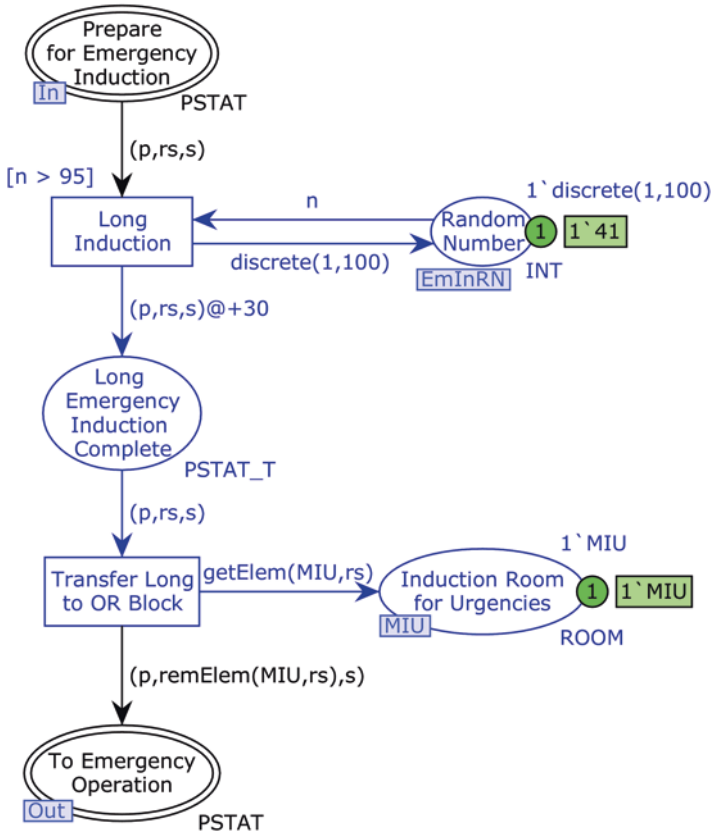 Prepare
for Emergency
Induction
In
PSTAT
(p,rs,s)
[n > 95]
Long
Induction
n
discrete(1,100)
1`discrete(1,100)
Random
Number
1
1`41
EmInRN
INT
(p,rs,s)@+30
Long
Emergency
Induction
Complete
PSTAT_T
(p,rs,s)
Transfer Long
to OR Block
getElem(MIU,rs)
1`MIU
Induction Room
for Urgencies
1
1`MIU
MIU
ROOM
(p,remElem(MIU,rs),s)
To Emergency
Operation
Out
PSTAT